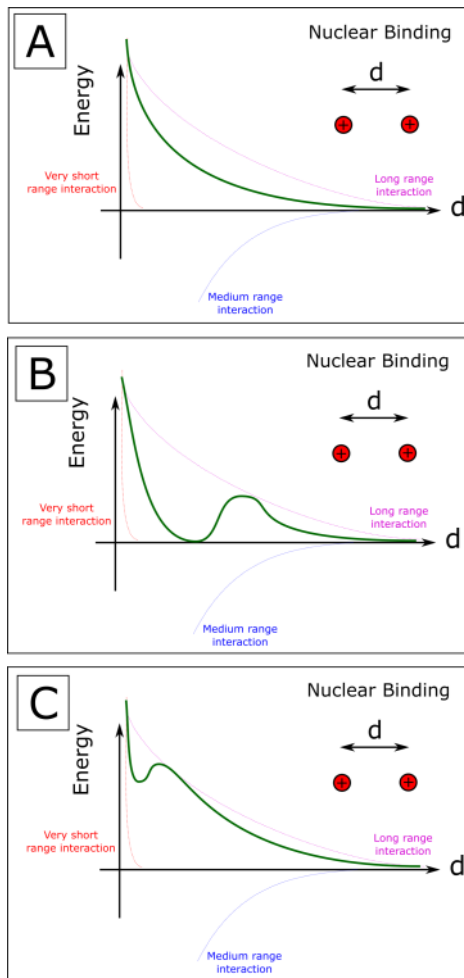 A
Nuclear Binding
Energy
d
+ +
Very short
range interaction
Long range
interaction
d
Medium range
interaction
B
Nuclear Binding
Energy
d
+ +
Very short
range interaction
Long range
interaction
d
Medium range
interaction
C
Nuclear Binding
Energy
d
+ +
Very short
range interaction
Long range
interaction
d
Medium range
interaction